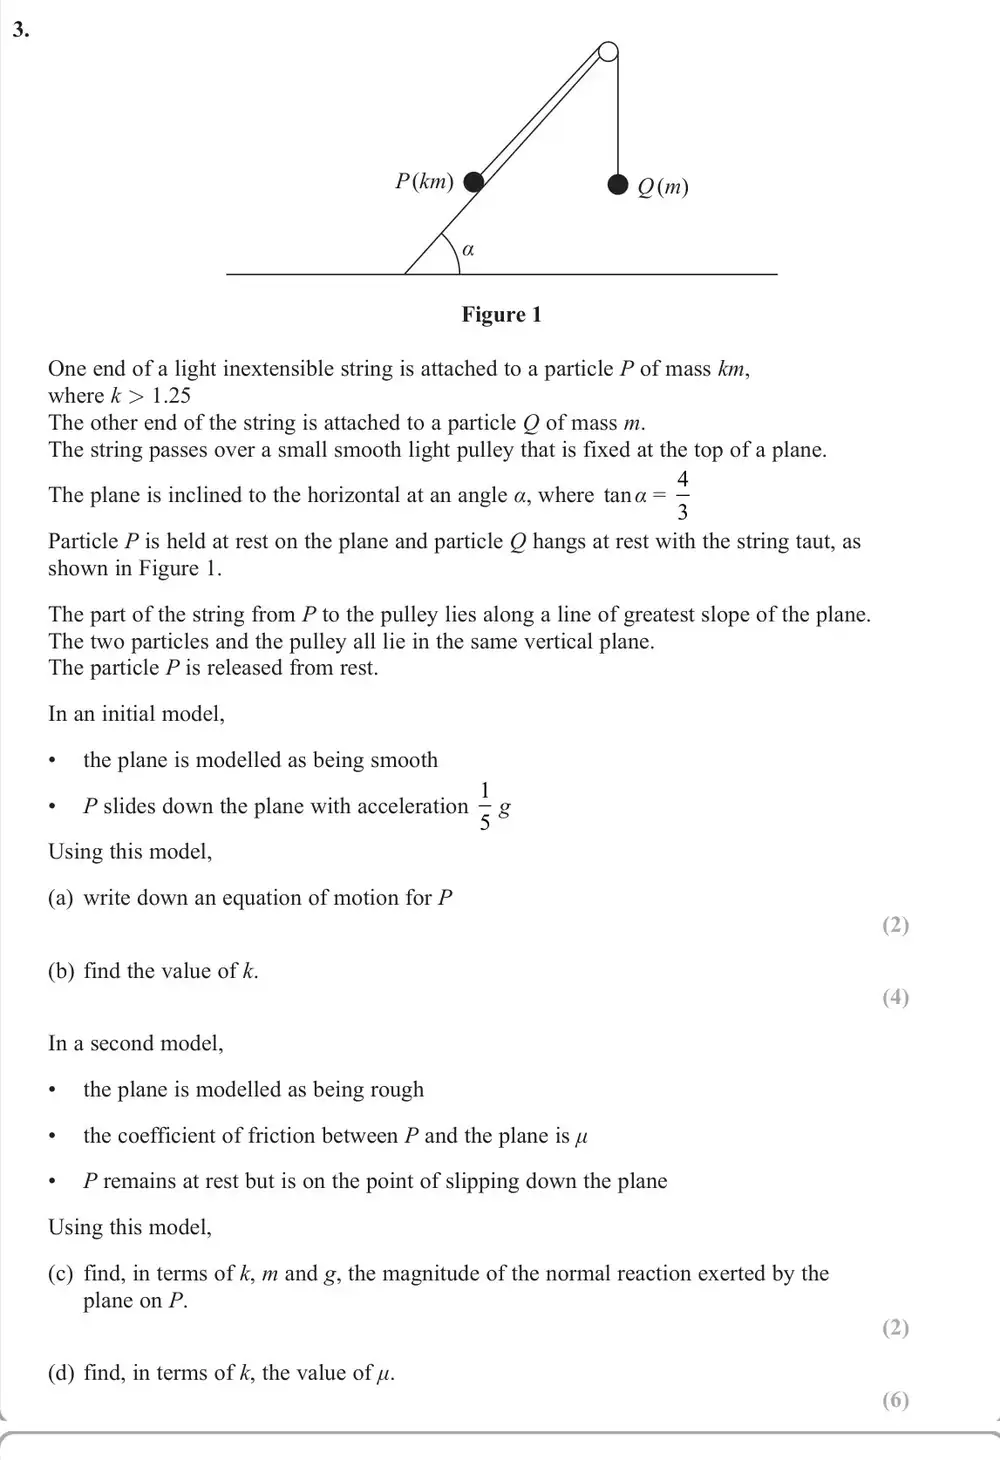 3.
P(km)
Q(m)
α
Figure 1
One end of a light inextensible string is attached to a particle P of mass km,
where k > 1.25
The other end of the string is attached to a particle Q of mass m.
The string passes over a small smooth light pulley that is fixed at the top of a plane.
The plane is inclined to the horizontal at an angle α, where tan α = 4/3
Particle P is held at rest on the plane and particle Q hangs at rest with the string taut, as
shown in Figure 1.
The part of the string from P to the pulley lies along a line of greatest slope of the plane.
The two particles and the pulley all lie in the same vertical plane.
The particle P is released from rest.
In an initial model,
• the plane is modelled as being smooth
• P slides down the plane with acceleration 1/5 g
Using this model,
(a) write down an equation of motion for P
(2)
(b) find the value of k.
(4)
In a second model,
• the plane is modelled as being rough
• the coefficient of friction between P and the plane is μ
• P remains at rest but is on the point of slipping down the plane
Using this model,
(c) find, in terms of k, m and g, the magnitude of the normal reaction exerted by the
plane on P.
(2)
(d) find, in terms of k, the value of μ.
(6)